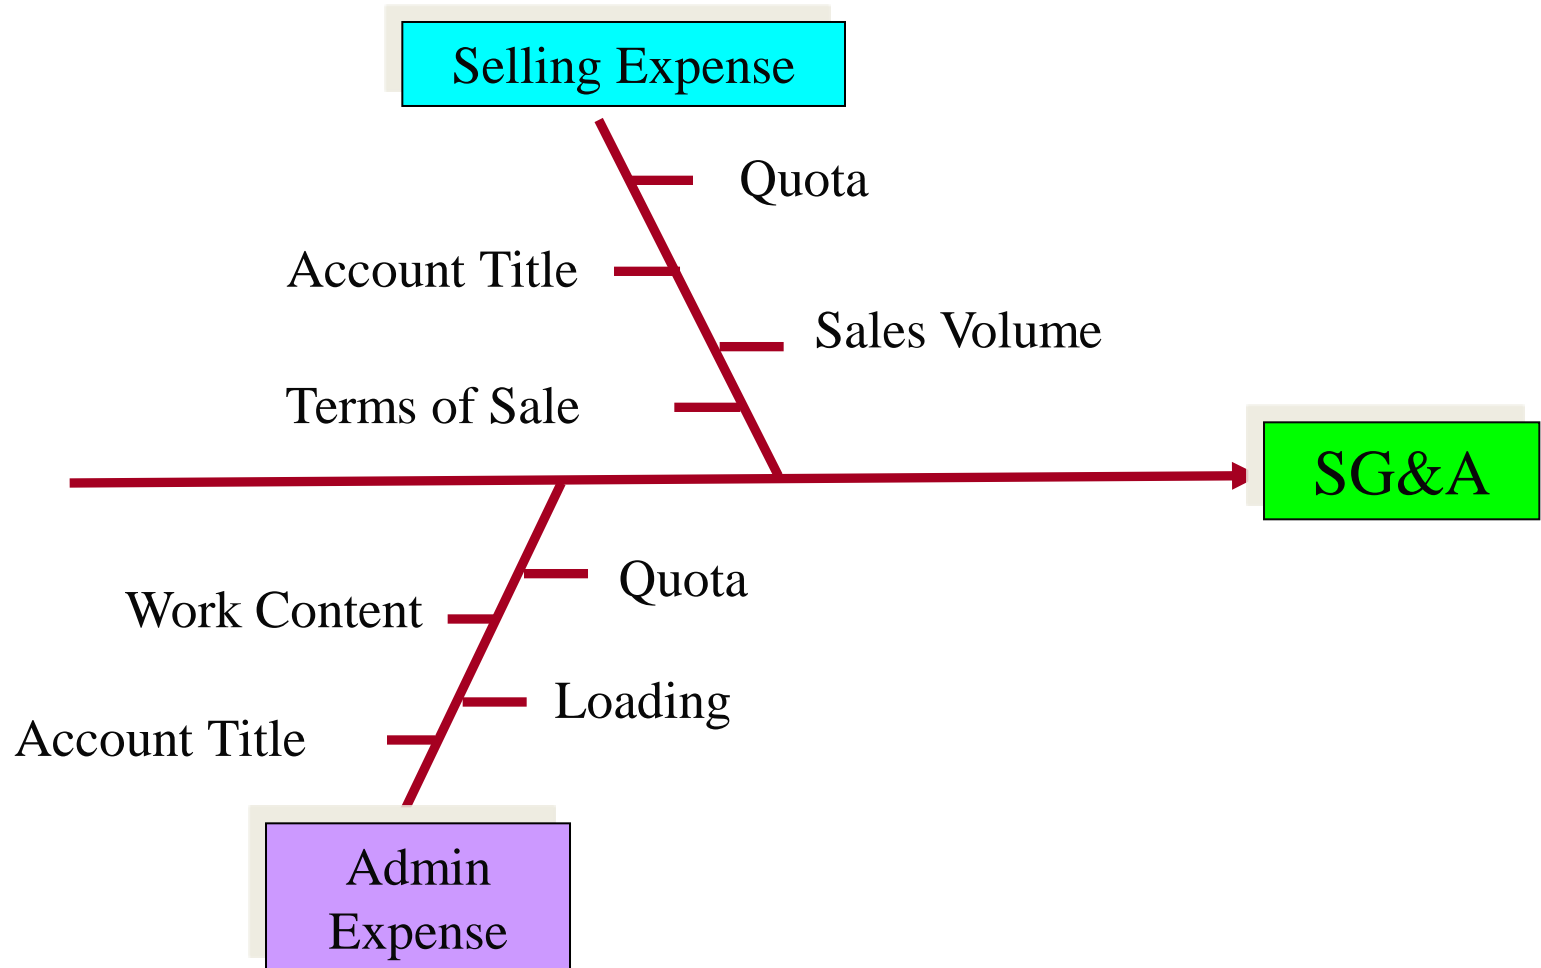 Selling Expense
Quota
Account Title
Sales Volume
Terms of Sale
SG&A
Quota
Work Content
Loading
Account Title
Admin
Expense